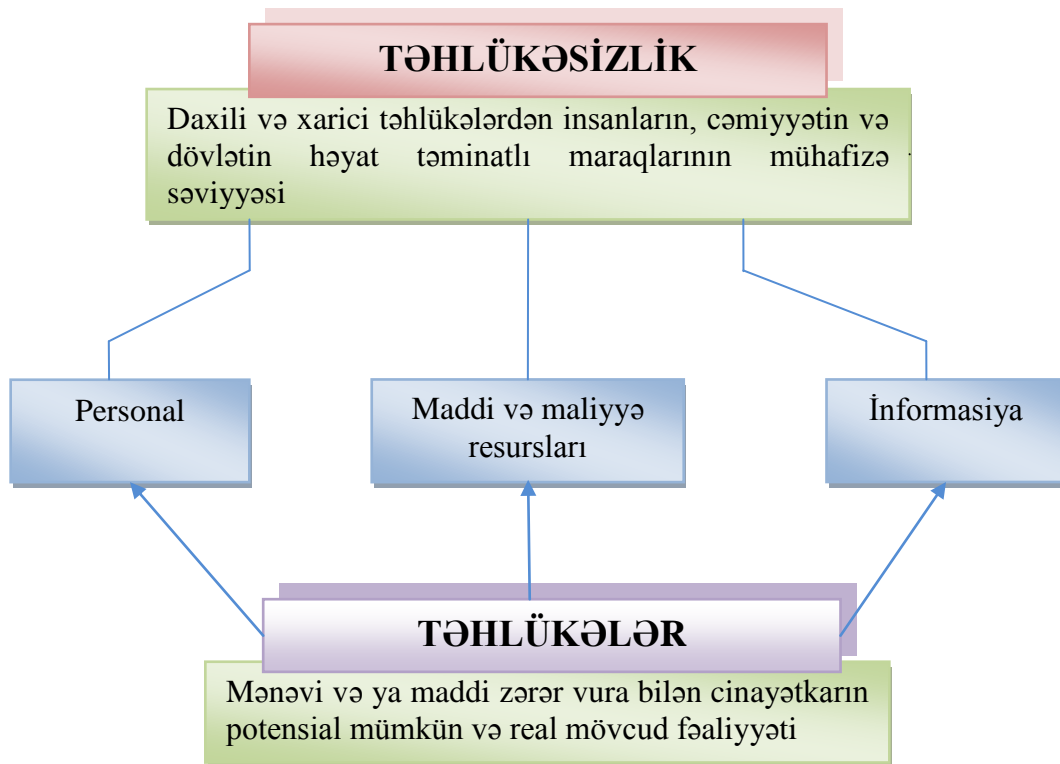 TƏHLÜKƏSİZLİK
Daxili və xarici təhlükələrdən insanların, cəmiyyətin və
dövlətin həyat təminatlı maraqlarının mühafizə
səviyyəsi
Personal
Maddi və maliyyə
resursları
İnformasiya
TƏHLÜKƏLƏR
Mənəvi və ya maddi zərər vura bilən cinayətkarın
potensial mümkün və real mövcud fəaliyyəti